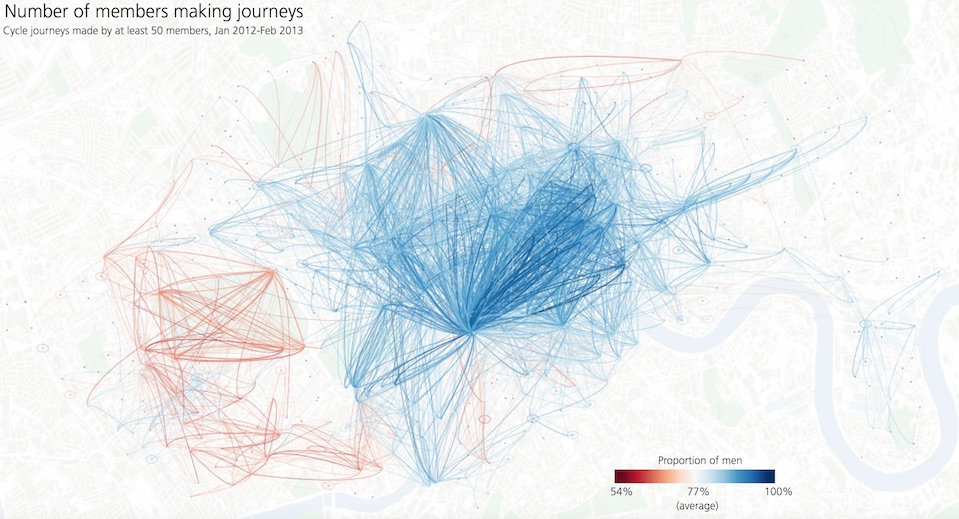 Number of members making journeys
Cycle journeys made by at least 50 members, Jan 2012-Feb 2013
Proportion of men
54% 77% 100%
(average)